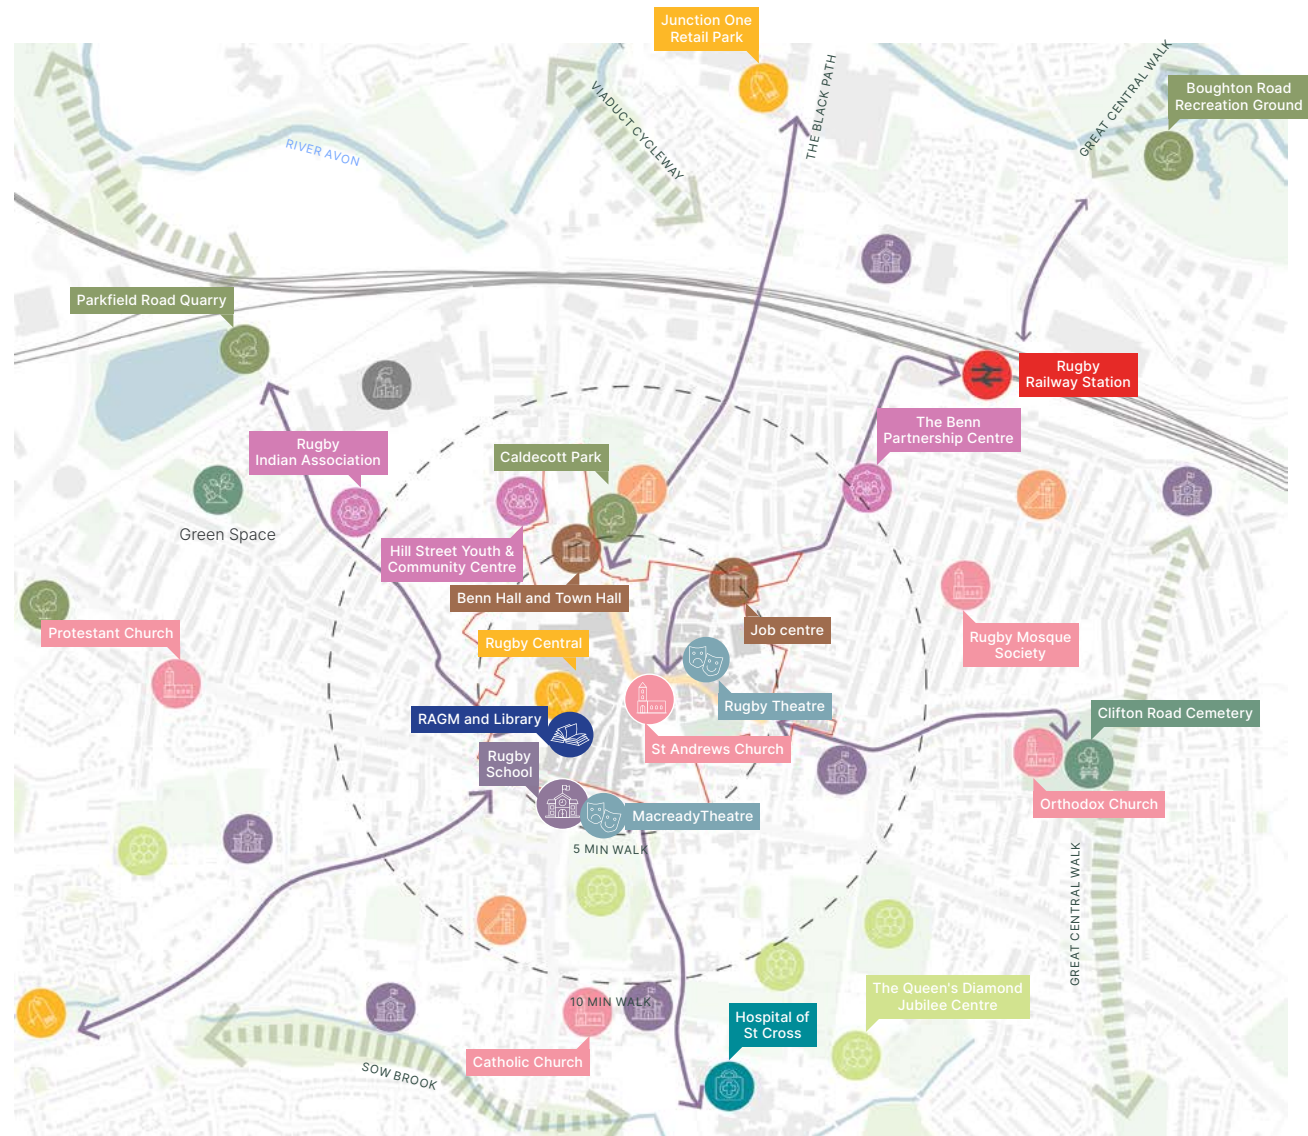 Junction One
Retail Park
THE BLACK PATH
GREAT CENTRAL WALK
Boughton Road
Recreation Ground
VIADUCT CYCLEWAY
RIVER AVON
Parkfield Road Quarry
Rugby
Railway Station
The Benn
Partnership Centre
Rugby
Indian Association
Caldecott Park
Green Space
Hill Street Youth &
Community Centre
Benn Hall and Town Hall
Job centre
Protestant Church
Rugby Central
Rugby Mosque
Society
Rugby Theatre
RAGM and Library
Clifton Road Cemetery
St Andrews Church
Rugby
School
Orthodox Church
MacreadyTheatre
5 MIN WALK
GREAT CENTRAL WALK
10 MIN WALK
The Queen's Diamond
Jubilee Centre
Hospital of
St Cross
Catholic Church
SOW BROOK